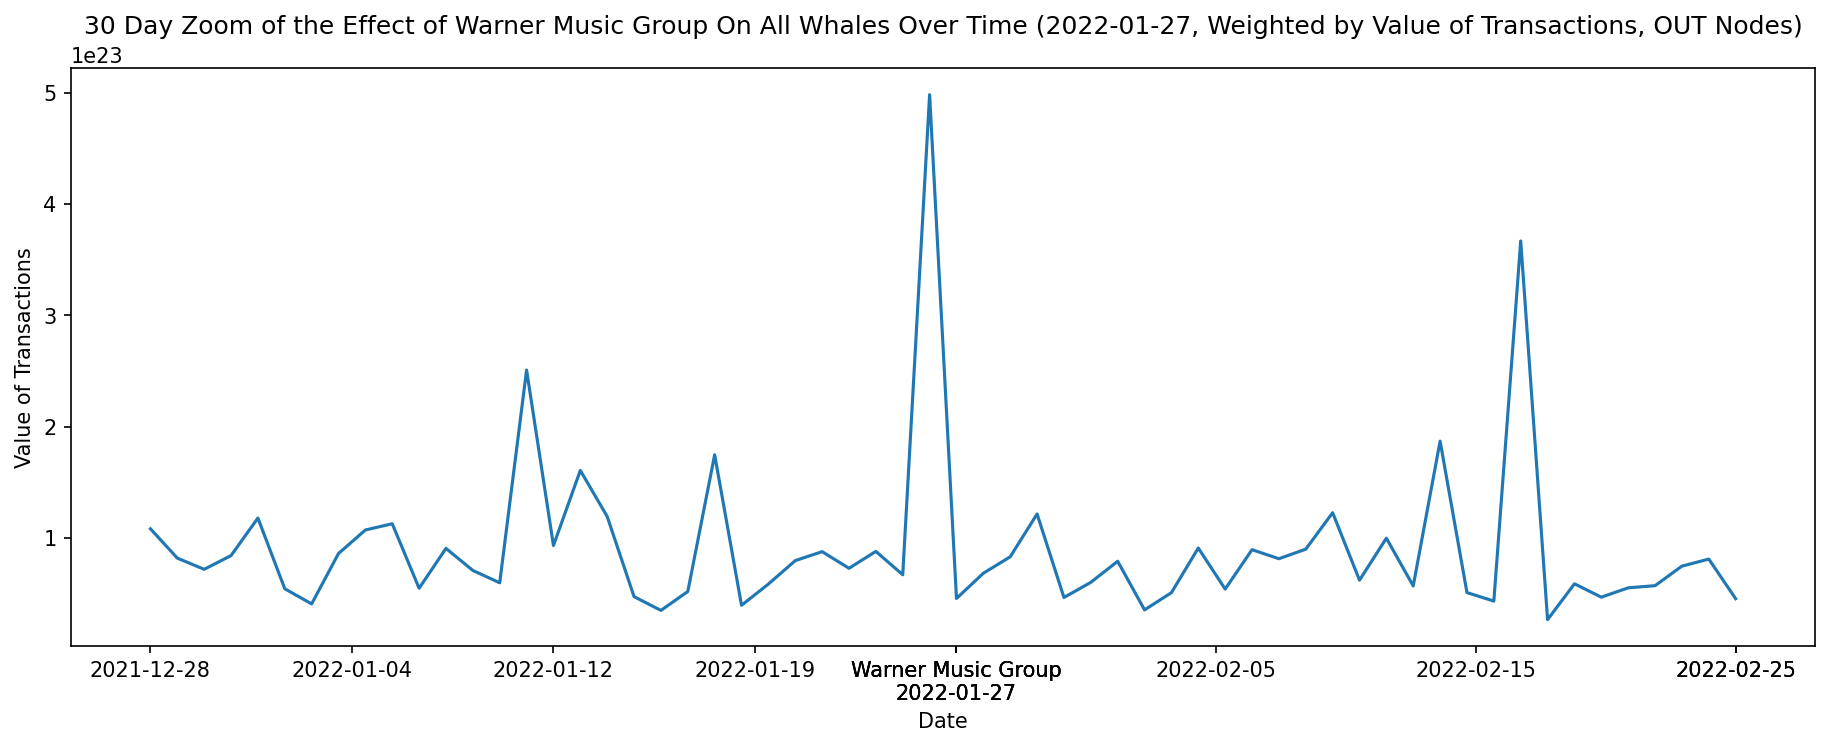 30 Day Zoom of the Effect of Warner Music Group On All Whales Over Time (2022-01-27, Weighted by Value of Transactions, OUT Nodes)
1e23
5
4
3
2
1
Value of Transactions
2021-12-28 2022-01-04 2022-01-12 2022-01-19 Warner Music Group 2022-02-05 2022-02-15 2022-02-25
2022-01-27
Date